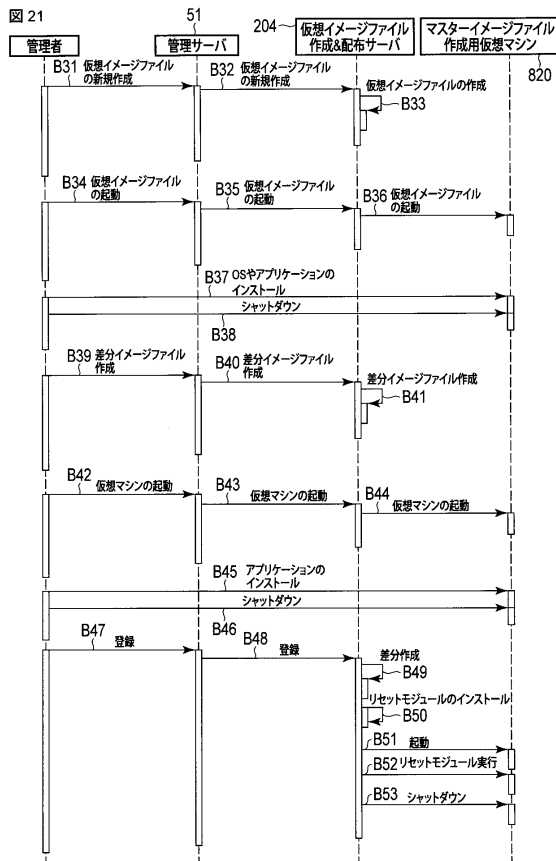 図 21
51
204
管理者
管理サーバ
仮想イメージファイル
作成&配布サーバ
マスターイメージファイル
作成用仮想マシン
820
B31
仮想イメージファイル
の新規作成
B32
仮想イメージファイル
の新規作成
仮想イメージファイルの作成
B33
B34
仮想イメージファイル
の起動
B35
仮想イメージファイル
の起動
B36
仮想イメージファイル
の起動
B37
OSやアプリケーションの
インストール
シャットダウン
B38
B39
差分イメージファイル
作成
B40
差分イメージファイル
作成
差分イメージファイル作成
B41
B42
仮想マシンの起動
B43
仮想マシンの起動
B44
仮想マシンの起動
B45
アプリケーションの
インストール
シャットダウン
B46
B47
登録
B48
登録
差分作成
B49
リセットモジュールのインストール
B50
B51
起動
B52
リセットモジュール実行
B53
シャットダウン